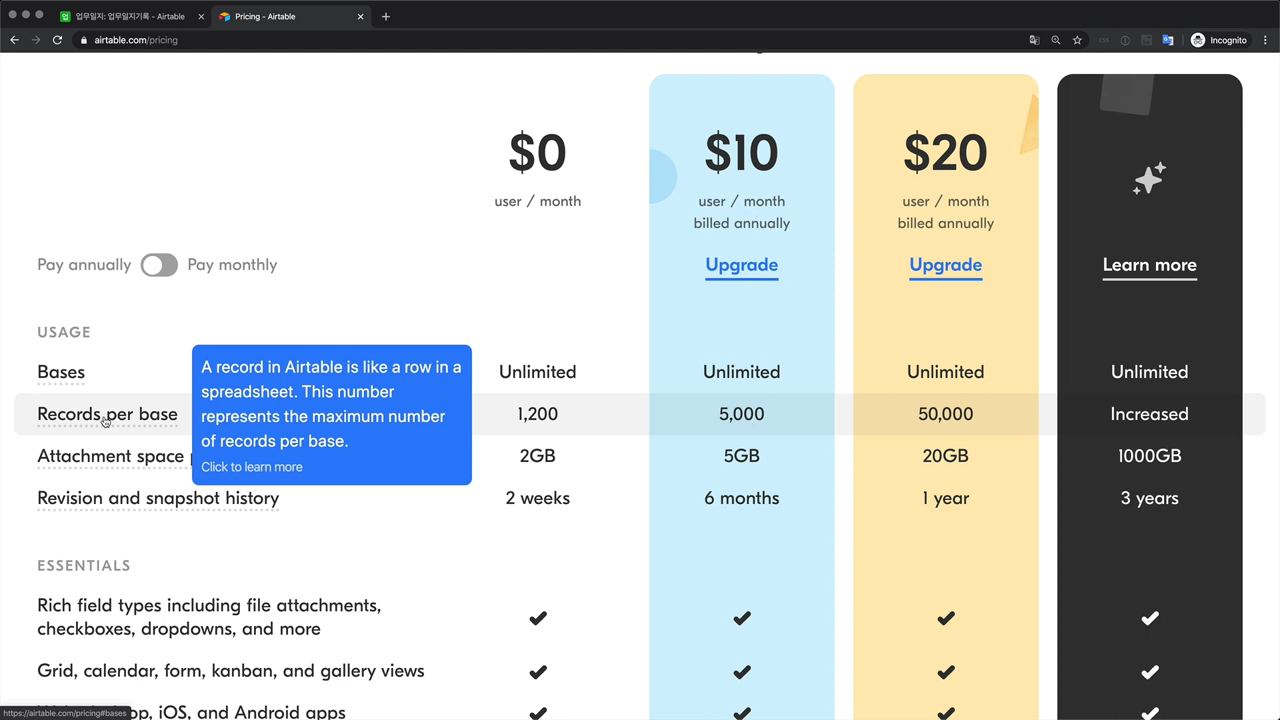 업무일지: 업무일지기록 - Airtable
Pricing - Airtable
airtable.com/pricing
Incognito
$0
user / month
$10
user / month
billed annually
Upgrade
$20
user / month
billed annually
Upgrade
Learn more
Pay annually
Pay monthly
USAGE
Bases
Unlimited
Unlimited
Unlimited
Unlimited
Records per base
1,200
5,000
50,000
Increased
A record in Airtable is like a row in a
spreadsheet. This number
represents the maximum number
of records per base.
Click to learn more
Attachment space
2GB
5GB
20GB
1000GB
Revision and snapshot history
2 weeks
6 months
1 year
3 years
ESSENTIALS
Rich field types including file attachments,
checkboxes, dropdowns, and more
Grid, calendar, form, kanban, and gallery views
iOS, and Android apps
https://airtable.com/pricing#bases